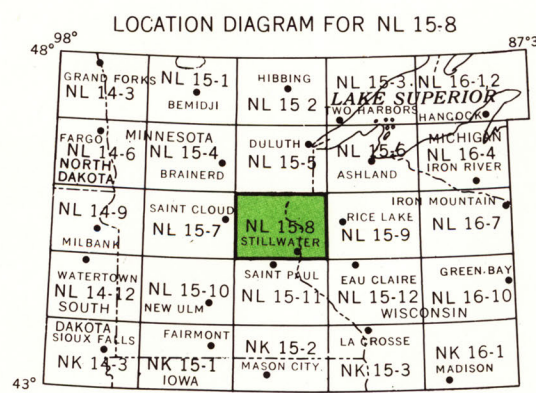 LOCATION DIAGRAM FOR NL 15-8
48° 98° 87°3
GRAND FORKS NL 14-3
NL 15-1 BEMIDJI
HIBBING NL 15 2
NL 15-3 TWO HARBORS
NL 16-1,2 HANCOCK
LAKE SUPERIOR
FARGO NL 14-6
NORTH DAKOTA
MINNESOTA
NL 15-4 BRAINERD
DULUTH NL 15-5
NL 15-6 ASHLAND
MICHIGAN
NL 16-4 IRON RIVER
NL 14-9 MILBANK
SAINT CLOUD NL 15-7
NL 15-8 STILLWATER
RICE LAKE NL 15-9
IRON MOUNTAIN NL 16-7
WATERTOWN NL 14-12
SOUTH DAKOTA
NL 15-10 NEW ULM
SAINT PAUL NL 15-11
EAU CLAIRE NL 15-12
WISCONSIN
GREEN BAY NL 16-10
SIOUX FALLS NK 14-3
FAIRMONT NK 15-1
IOWA
NK 15-2 MASON CITY
LA CROSSE NK 15-3
NK 16-1 MADISON
43°